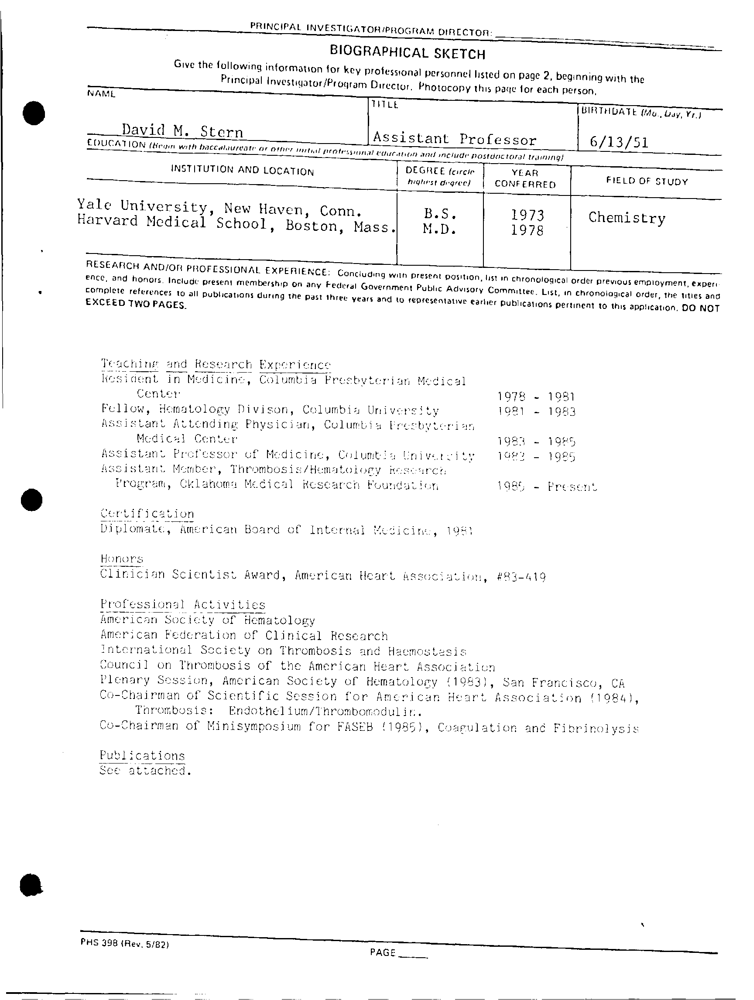 PRINCIPAL INVESTIGATOR/PROGRAM DIRECTOR:
BIOGRAPHICAL SKETCH
Give the following information for key professional personnel listed on page 2, beginning with the
Principal Investigator/Program Director. Photocopy this page for each person.
NAME
TITLE
BIRTHDATE (Mo., Day, Yr.)
David M. Stern
Assistant Professor
6/13/51
EDUCATION (Begin with baccalaureate or other initial professional education and include postdoctoral training)
INSTITUTION AND LOCATION
DEGREE (circle highest degree)
YEAR CONFERRED
FIELD OF STUDY
Yale University, New Haven, Conn. B.S. 1973 Chemistry
Harvard Medical School, Boston, Mass. M.D. 1978
RESEARCH AND/OR PROFESSIONAL EXPERIENCE: Concluding with present position, list in chronological order previous employment, experi-
ence, and honors. Include present membership on any Federal Government Public Advisory Committee. List, in chronological order, the titles and
complete references to all publications during the past three years and to representative earlier publications pertinent to this application. DO NOT
EXCEED TWO PAGES.
Teaching and Research Experience
Resident in Medicine, Columbia Presbyterian Medical
Center 1978 - 1981
Fellow, Hematology Divison, Columbia University 1981 - 1983
Assistant Attending Physician, Columbia Presbyterian
Medical Center 1983 - 1985
Assistant Professor of Medicine, Columbia University 1983 - 1985
Assistant Member, Thrombosis/Hematology Research
Program, Oklahoma Medical Research Foundation 1985 - Present
Certification
Diplomate, American Board of Internal Medicine, 1981
Honors
Clinician Scientist Award, American Heart Association, #83-419
Professional Activities
American Society of Hematology
American Federation of Clinical Research
International Society on Thrombosis and Haemostasis
Council on Thrombosis of the American Heart Association
Plenary Session, American Society of Hematology (1983), San Francisco, CA
Co-Chairman of Scientific Session for American Heart Association (1984),
Thrombosis: Endothelium/Thrombomodulin.
Co-Chairman of Minisymposium for FASEB (1985), Coagulation and Fibrinolysis
Publications
See attached.
PHS 398 (Rev. 5/82)
PAGE